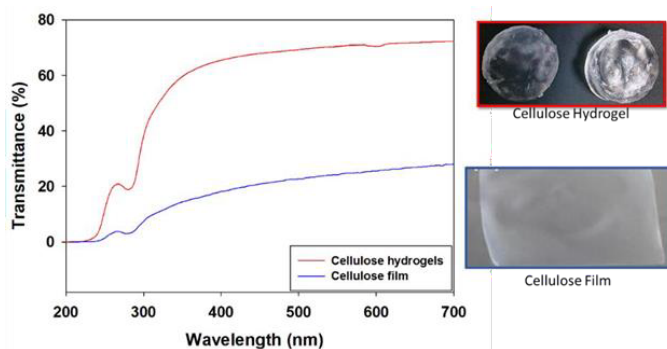 80
60
40
20
0
Transmittance (%)
200 300 400 500 600 700
Wavelength (nm)
Cellulose hydrogels
Cellulose film
Cellulose Hydrogel
Cellulose Film